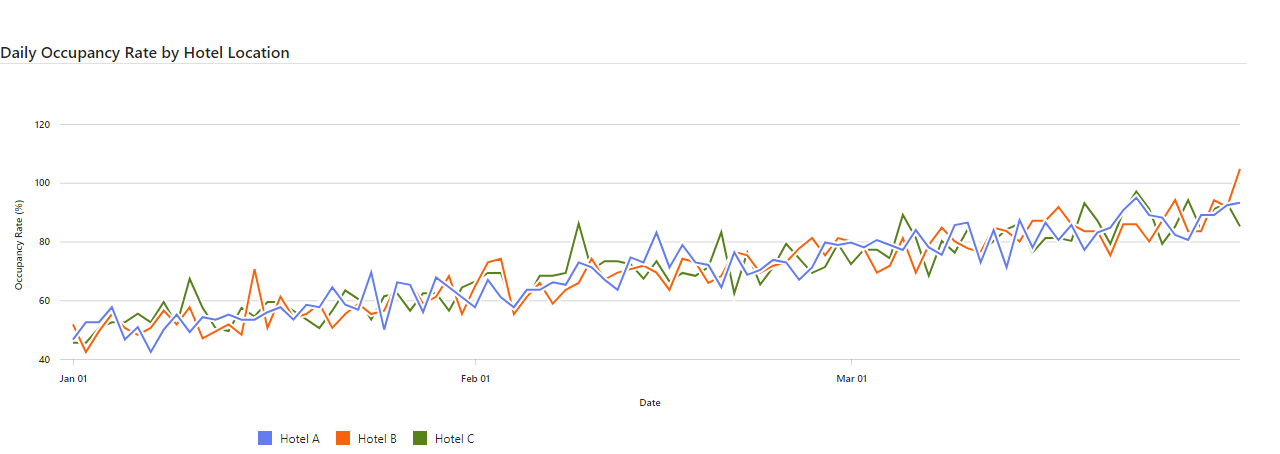 Daily Occupancy Rate by Hotel Location
120
100
80
60
40
Occupancy Rate (%)
Jan 01 Feb 01 Mar 01
Date
Hotel A Hotel B Hotel C